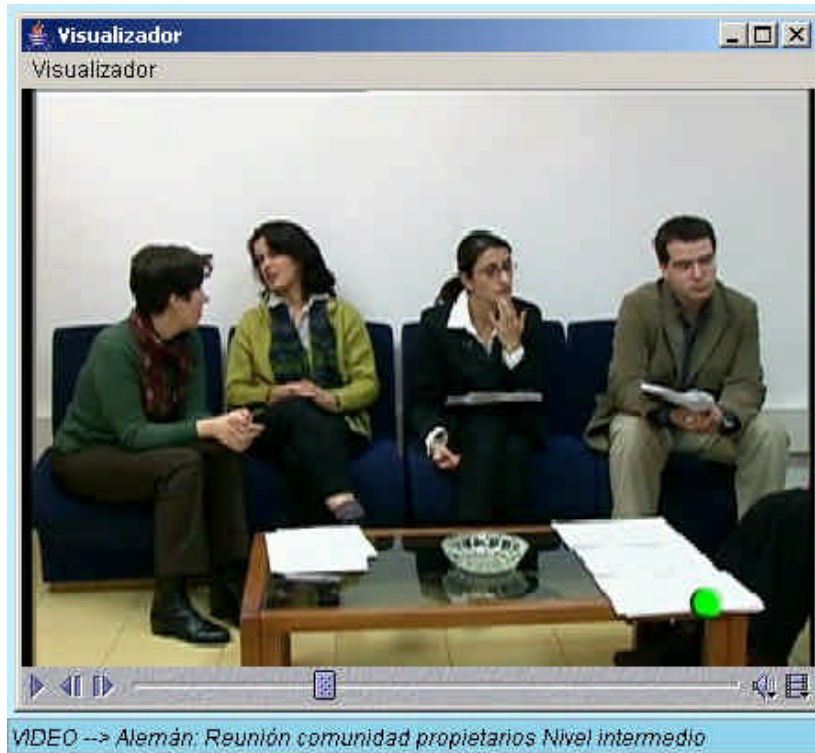 Visualizador
Visualizador
VIDEO --> Alemán: Reunión comunidad propietarios Nivel intermedio